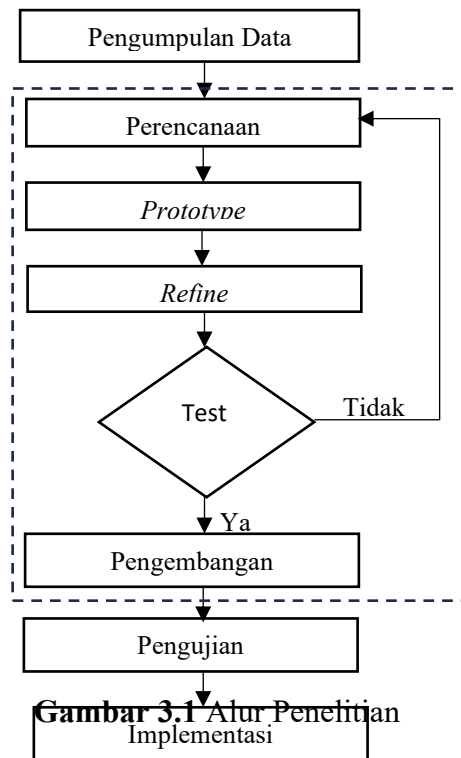 Pengumpulan Data
Perencanaan
Prototype
Refine
Test
Tidak
Ya
Pengembangan
Pengujian
Gambar 3.1 Alur Penelitian
Implementasi